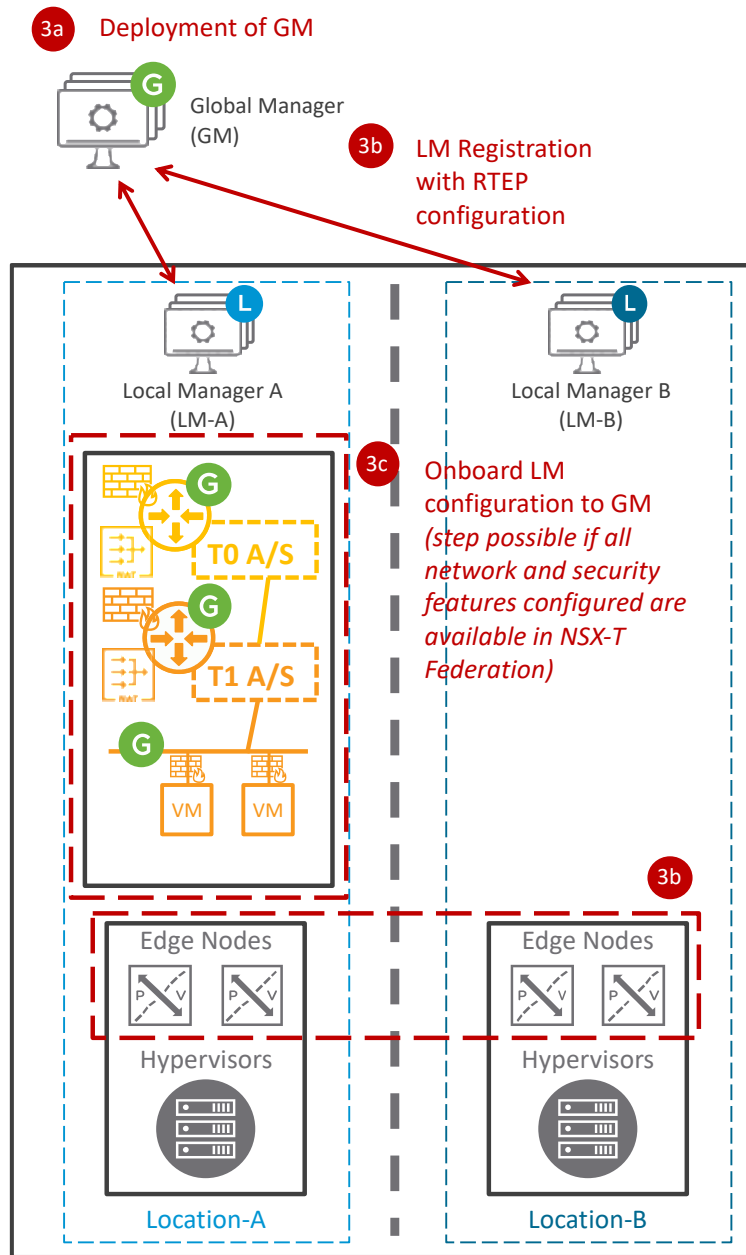 3a Deployment of GM
G
Global Manager
(GM)
3b LM Registration
with RTEP
configuration
L
Local Manager A
(LM-A)
L
Local Manager B
(LM-B)
3c Onboard LM
configuration to GM
(step possible if all
network and security
features configured are
available in NSX-T
Federation)
G
T0 A/S
NAT
G
T1 A/S
NAT
G
VM VM
3b
Edge Nodes
P V P V
Hypervisors
Location-A
Edge Nodes
P V P V
Hypervisors
Location-B